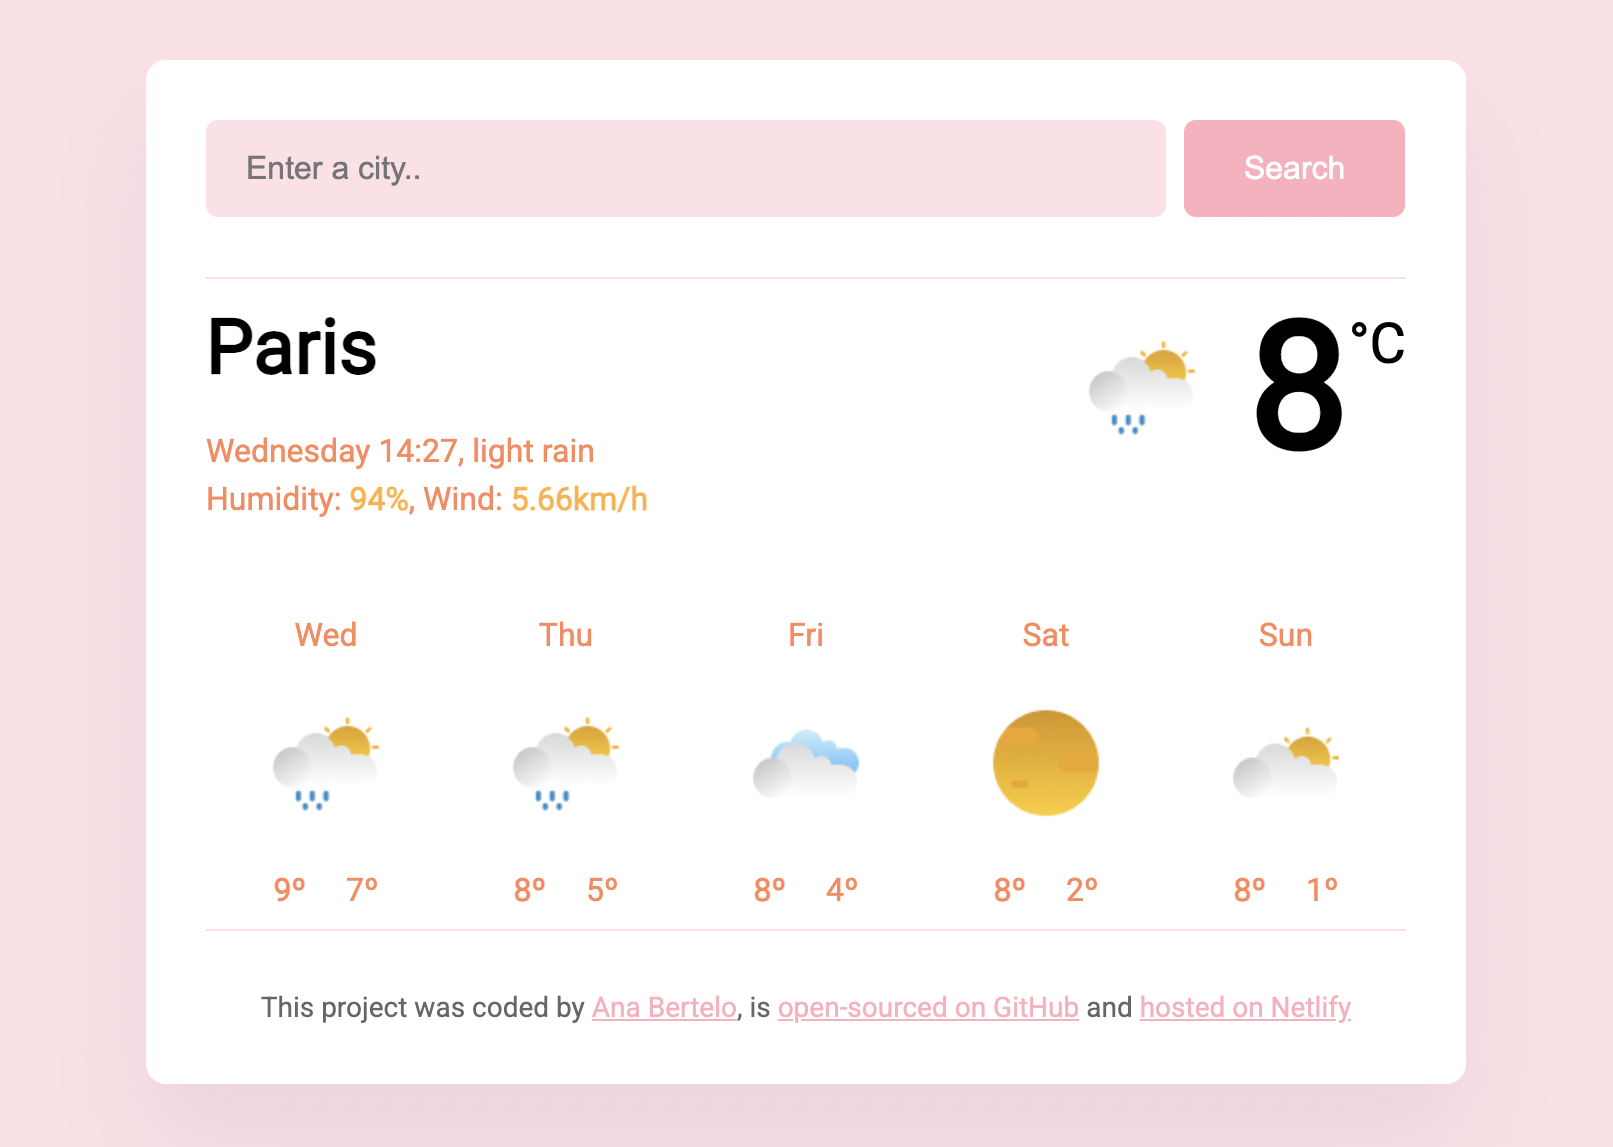 Enter a city..
Search
Paris
8 °C
Wednesday 14:27, light rain
Humidity: 94%, Wind: 5.66km/h
Wed Thu Fri Sat Sun
9º 7º 8º 5º 8º 4º 8º 2º 8º 1º
This project was coded by Ana Bertelo, is open-sourced on GitHub and hosted on Netlify